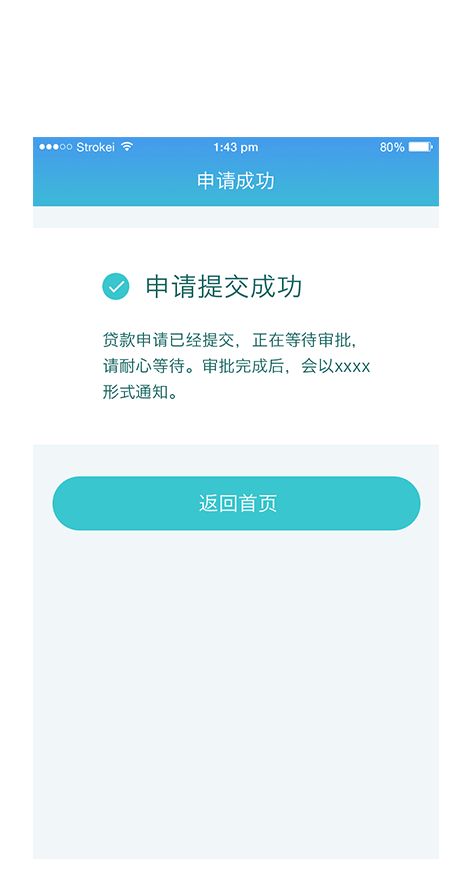 Strokei 1:43 pm 80%
申请成功
申请提交成功
贷款申请已经提交，正在等待审批，
请耐心等待。审批完成后，会以xxxx
形式通知。
返回首页